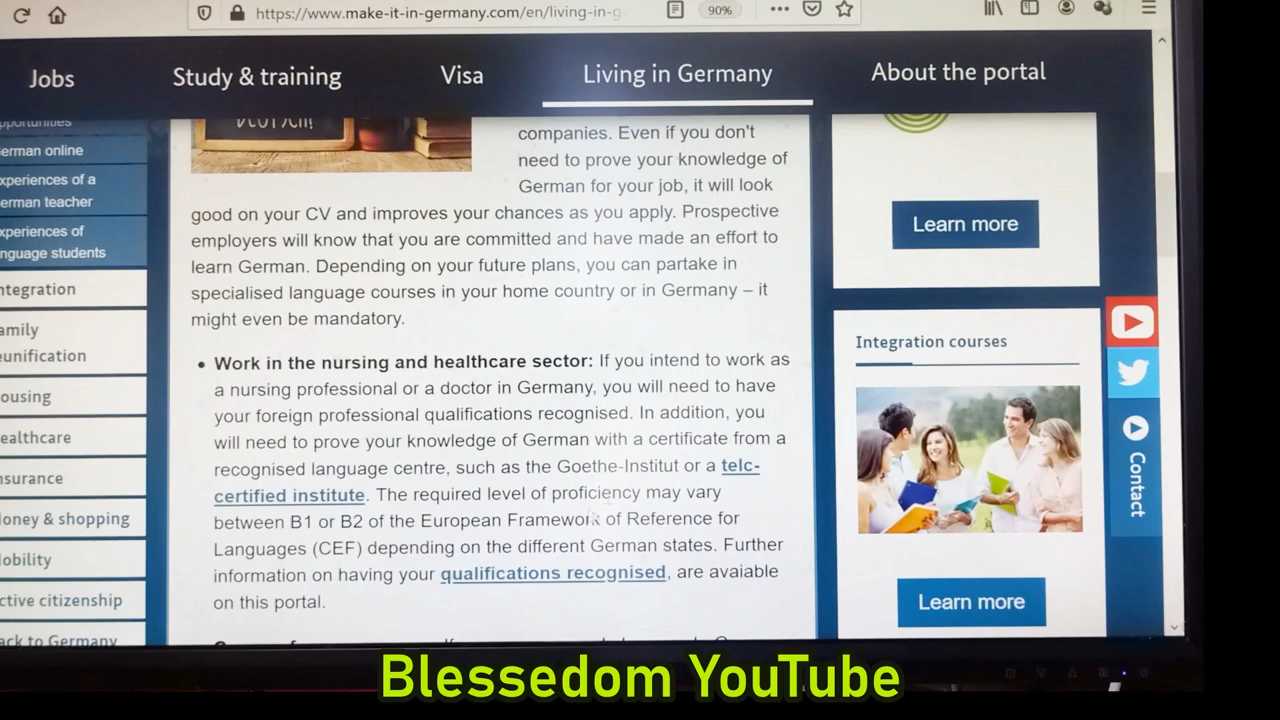 https://www.make-it-in-germany.com/en/living-in-g
90%
Jobs
Study & training
Visa
Living in Germany
About the portal
erman online
xperiences of a
erman teacher
xperiences of
nguage students
ntegration
amily
eunification
ousing
ealthcare
nsurance
oney & shopping
obility
ctive citizenship
ack to Germany
companies. Even if you don't
need to prove your knowledge of
German for your job, it will look
good on your CV and improves your chances as you apply. Prospective
employers will know that you are committed and have made an effort to
learn German. Depending on your future plans, you can partake in
specialised language courses in your home country or in Germany – it
might even be mandatory.
• Work in the nursing and healthcare sector: If you intend to work as
a nursing professional or a doctor in Germany, you will need to have
your foreign professional qualifications recognised. In addition, you
will need to prove your knowledge of German with a certificate from a
recognised language centre, such as the Goethe-Institut or a telc-
certified institute. The required level of proficiency may vary
between B1 or B2 of the European Framework of Reference for
Languages (CEF) depending on the different German states. Further
information on having your qualifications recognised, are avaiable
on this portal.
Learn more
Integration courses
Learn more
Contact
Blessedom YouTube